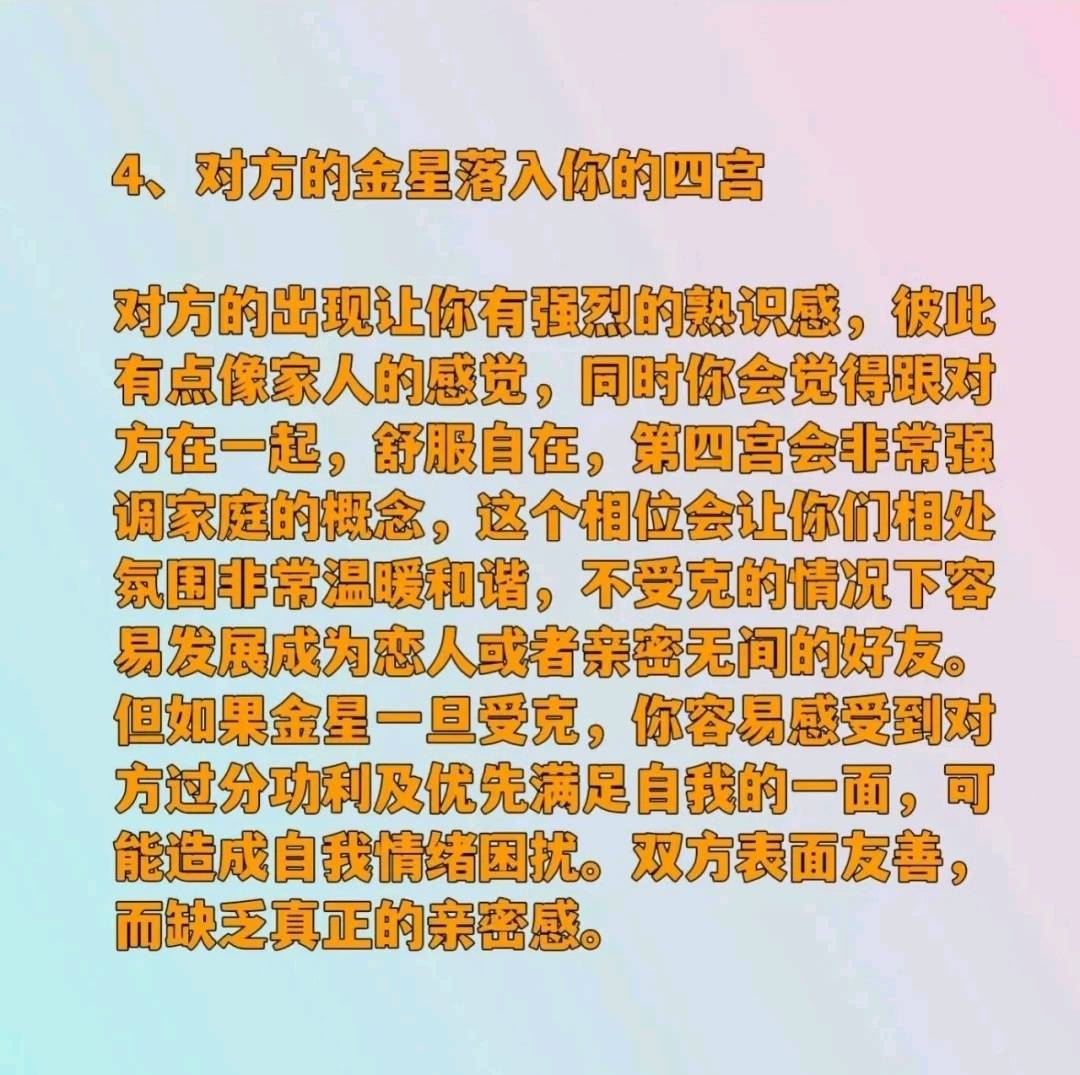 4、对方的金星落入你的四宫
对方的出现让你有强烈的熟识感，彼此
有点像家人的感觉，同时你会觉得跟对
方在一起，舒服自在，第四宫会非常强
调家庭的概念，这个相位会让你们相处
氛围非常温暖和谐，不受克的情况下容
易发展成为恋人或者亲密无间的好友。
但如果金星一旦受克，你容易感受到对
方过分功利及优先满足自我的一面，可
能造成自我情绪困扰。双方表面友善，
而缺乏真正的亲密感。